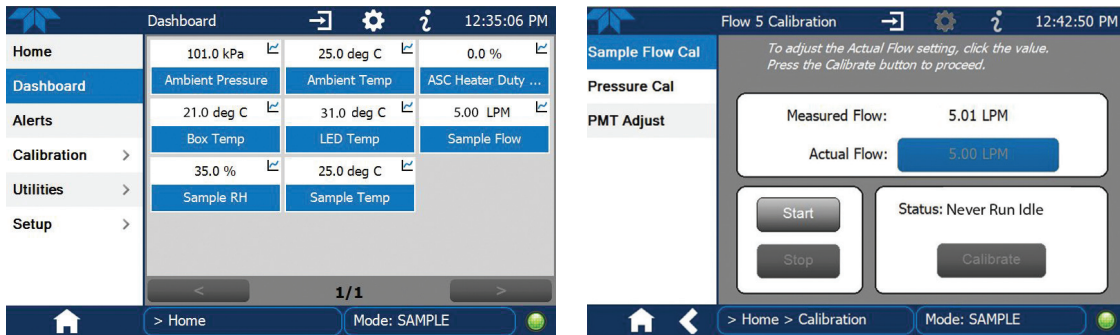 Dashboard
12:35:06 PM
Home
Dashboard
Alerts
Calibration >
Utilities >
Setup >
101.0 kPa
Ambient Pressure
25.0 deg C
Ambient Temp
0.0 %
ASC Heater Duty ...
21.0 deg C
Box Temp
31.0 deg C
LED Temp
5.00 LPM
Sample Flow
35.0 %
Sample RH
25.0 deg C
Sample Temp
< 1/1 >
> Home
Mode: SAMPLE
Flow 5 Calibration
12:42:50 PM
Sample Flow Cal
Pressure Cal
PMT Adjust
To adjust the Actual Flow setting, click the value.
Press the Calibrate button to proceed.
Measured Flow: 5.01 LPM
Actual Flow: 5.00 LPM
Start
Stop
Status: Never Run Idle
Calibrate
> Home > Calibration
Mode: SAMPLE